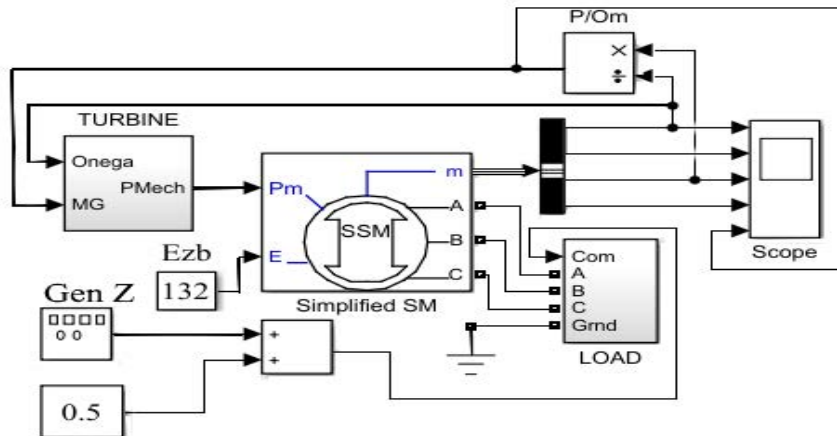 P/Om
×
÷
TURBINE
Onega
PMech
MG
Pm
m
A
SSM
B
E
C
Simplified SM
Ezb
132
Gen Z
+
+
0.5
Com
A
B
C
Grnd
LOAD
Scope